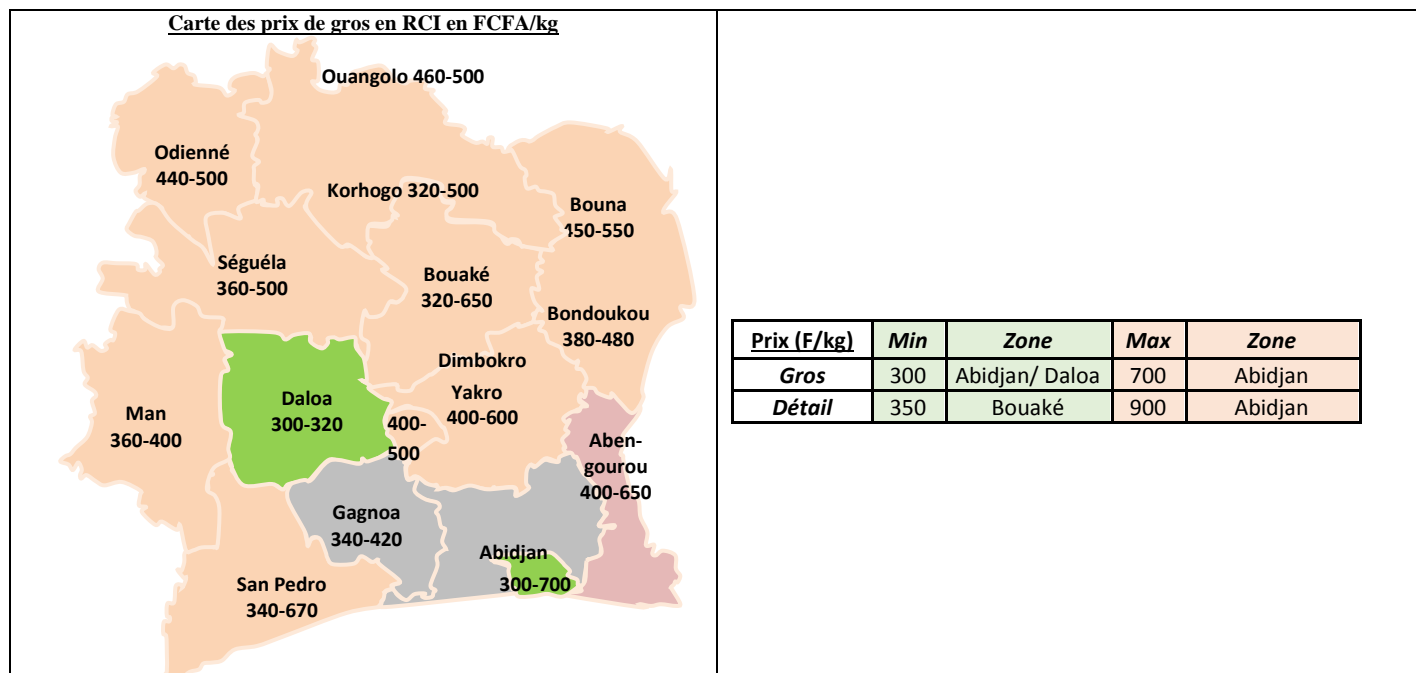 Carte des prix de gros en RCI en FCFA/kg
Ouangolo 460-500
Odienné
440-500
Korhogo 320-500
Bouna
450-550
Séguéla
360-500
Bouaké
320-650
Bondoukou
380-480
Dimbokro
Yakro
400-600
Man
360-400
Daloa
300-320
400-
500
Aben-
gourou
400-650
Gagnoa
340-420
Abidjan
300-700
San Pedro
340-670
Prix (F/kg) Min Zone Max Zone
Gros 300 Abidjan/ Daloa 700 Abidjan
Détail 350 Bouaké 900 Abidjan